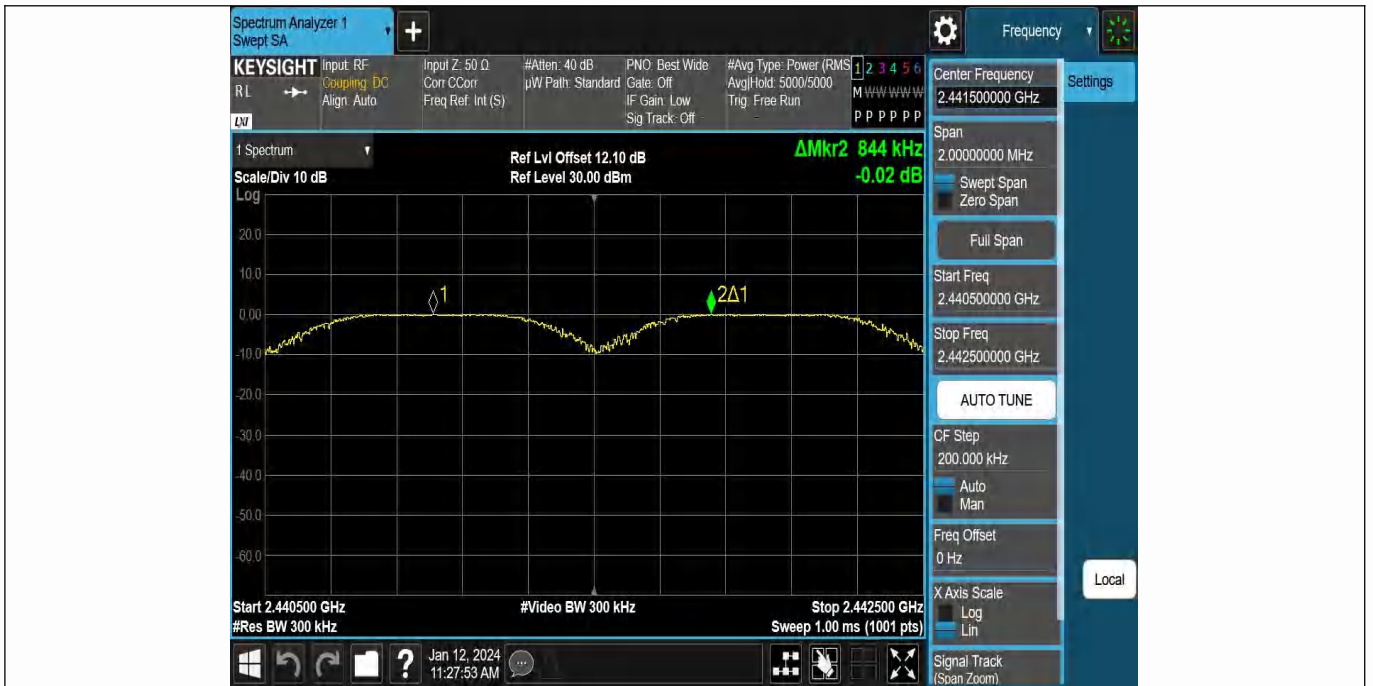 Spectrum Analyzer 1
Swept SA
+
Frequency
KEYSIGHT
RL
LXI
Input: RF
Coupling: DC
Align: Auto
Input Z: 50 Ω
Corr CCorr
Freq Ref: Int (S)
#Atten: 40 dB
µW Path: Standard
PNO: Best Wide
Gate: Off
IF Gain: Low
Sig Track: Off
#Avg Type: Power (RMS
Avg|Hold: 5000/5000
Trig: Free Run
1 2 3 4 5 6
M W W W W W
P P P P P P
1 Spectrum
Scale/Div 10 dB
Log
Ref Lvl Offset 12.10 dB
Ref Level 30.00 dBm
ΔMkr2 844 kHz
-0.02 dB
20.0
10.0
0.00
-10.0
-20.0
-30.0
-40.0
-50.0
-60.0
1
2Δ1
Start 2.440500 GHz
#Res BW 300 kHz
#Video BW 300 kHz
Stop 2.442500 GHz
Sweep 1.00 ms (1001 pts)
Center Frequency
2.441500000 GHz
Settings
Span
2.00000000 MHz
Swept Span
Zero Span
Full Span
Start Freq
2.440500000 GHz
Stop Freq
2.442500000 GHz
AUTO TUNE
CF Step
200.000 kHz
Auto
Man
Freq Offset
0 Hz
X Axis Scale
Log
Lin
Signal Track
(Span Zoom)
Local
?
Jan 12, 2024
11:27:53 AM